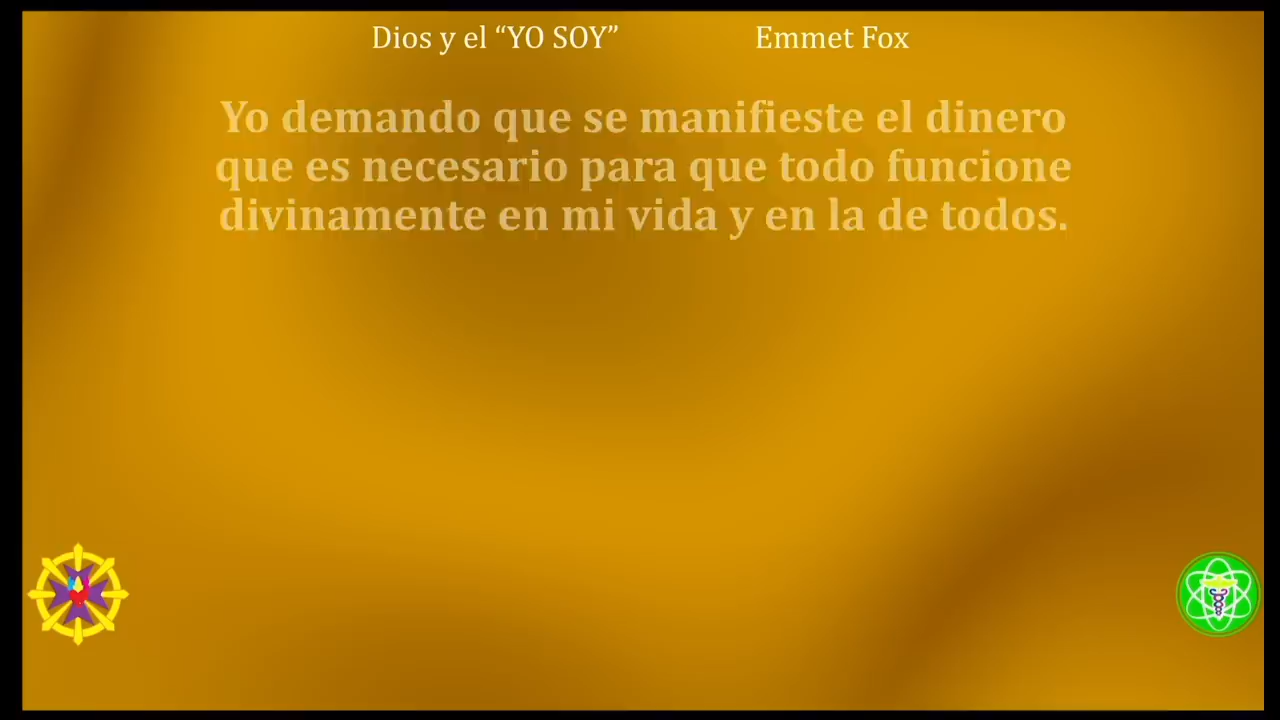 Dios y el “YO SOY” Emmet Fox
Yo demando que se manifieste el dinero
que es necesario para que todo funcione
divinamente en mi vida y en la de todos.